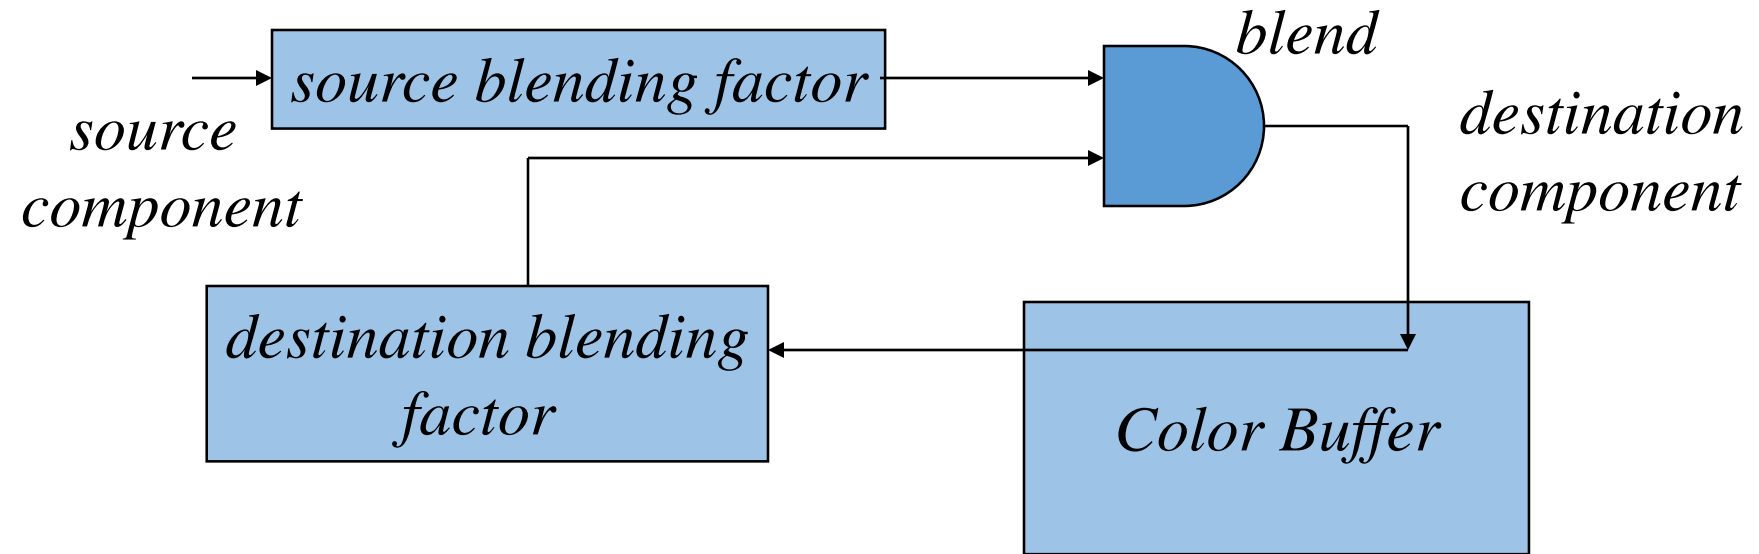 blend
source blending factor
source
component
destination
component
destination blending
factor
Color Buffer